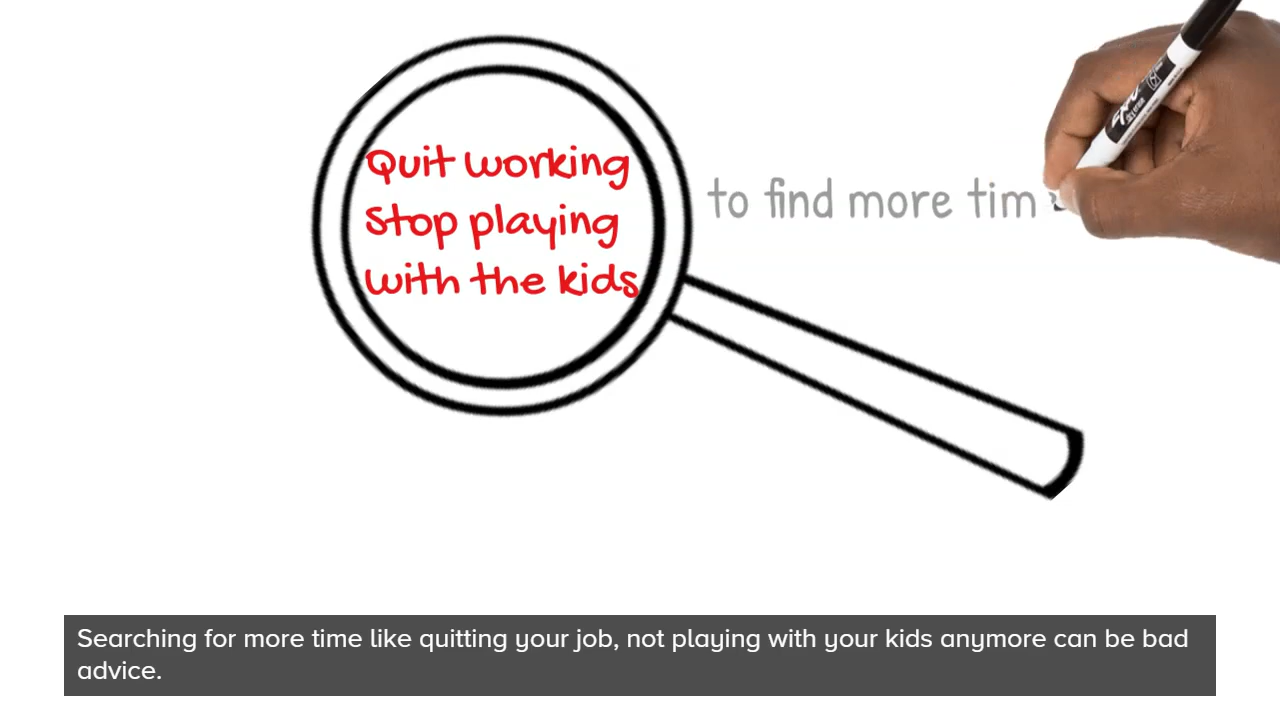 Quit working
Stop playing
with the kids
to find more tim
EXPO
Searching for more time like quitting your job, not playing with your kids anymore can be bad
advice.